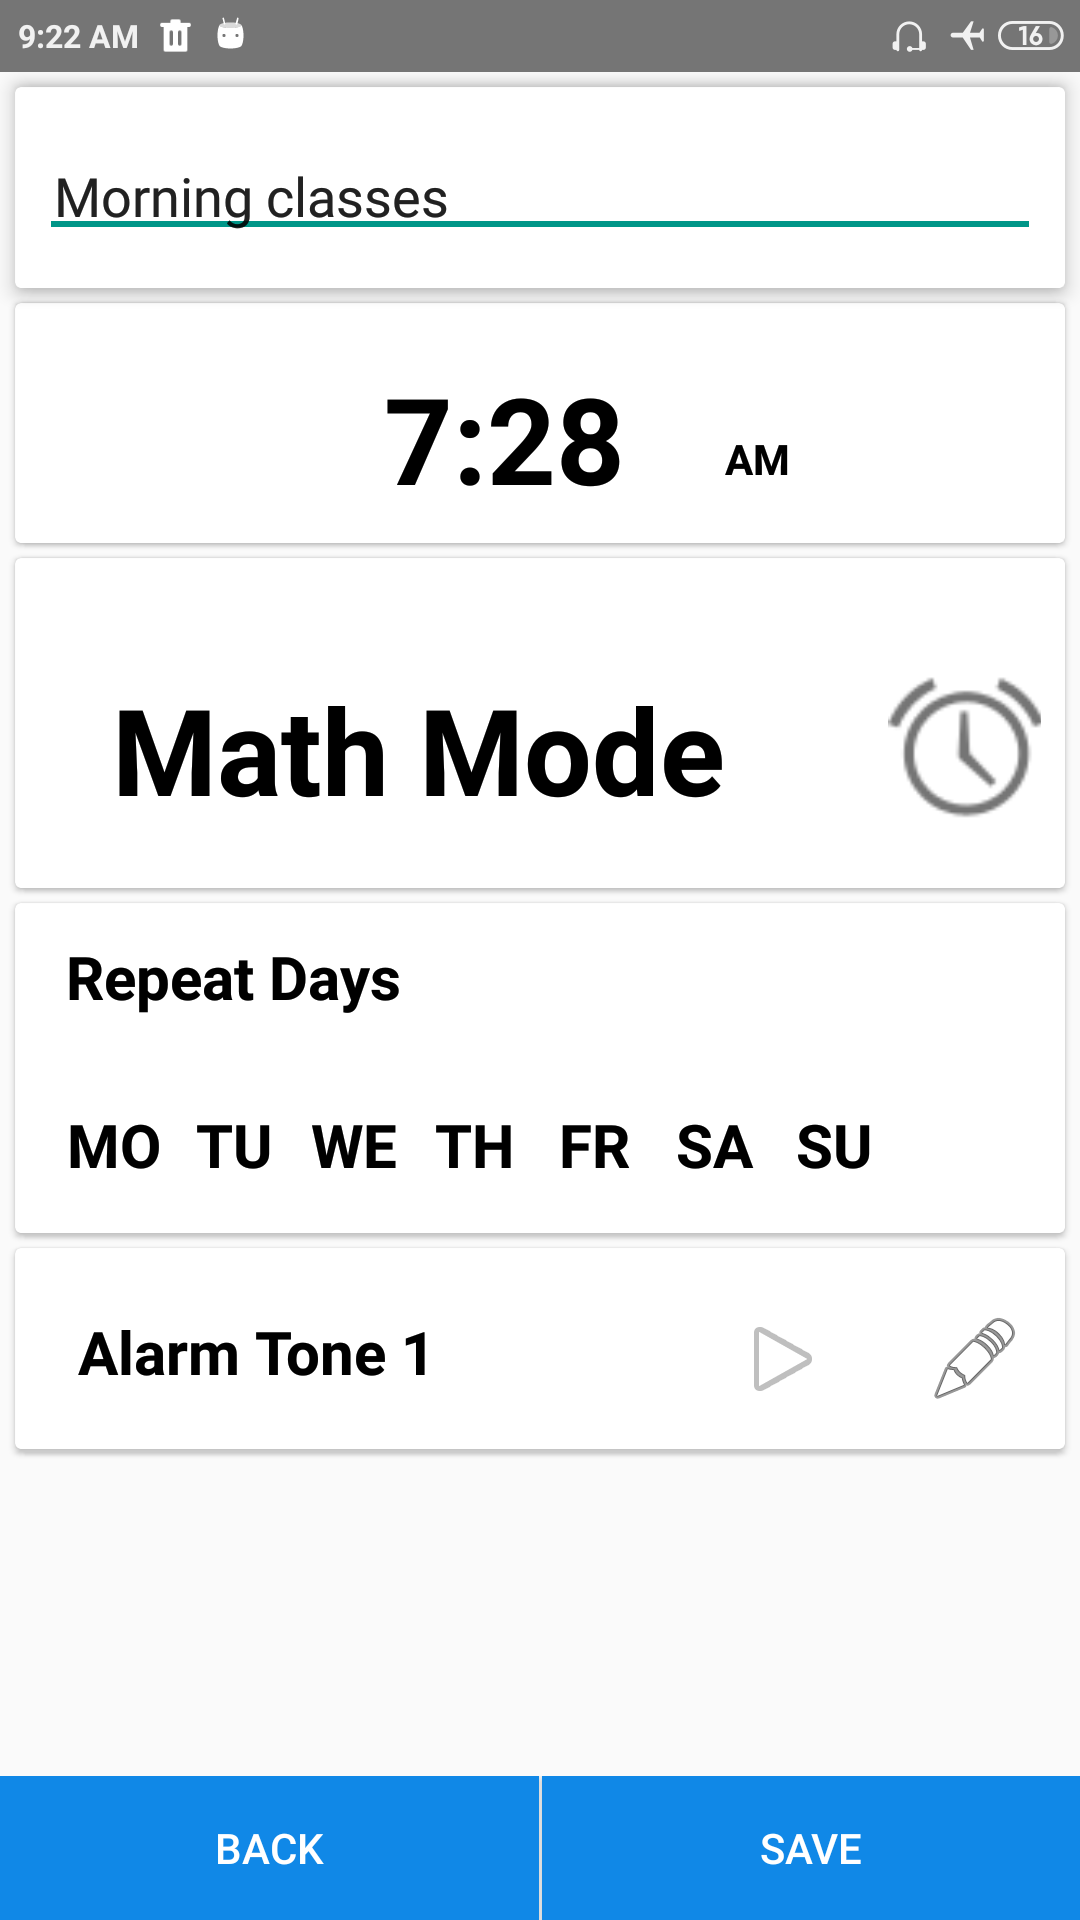 9:22 AM 16
Morning classes
7:28 AM
Math Mode
Repeat Days
MO TU WE TH FR SA SU
Alarm Tone 1
BACK SAVE